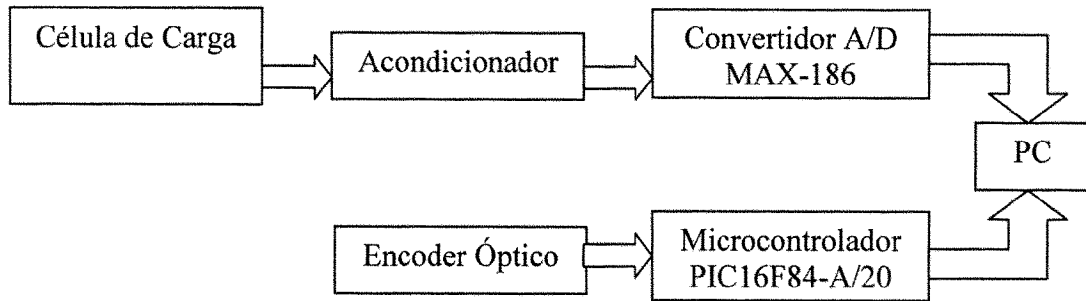 Célula de Carga
Acondicionador
Convertidor A/D
MAX-186
PC
Encoder Óptico
Microcontrolador
PIC16F84-A/20